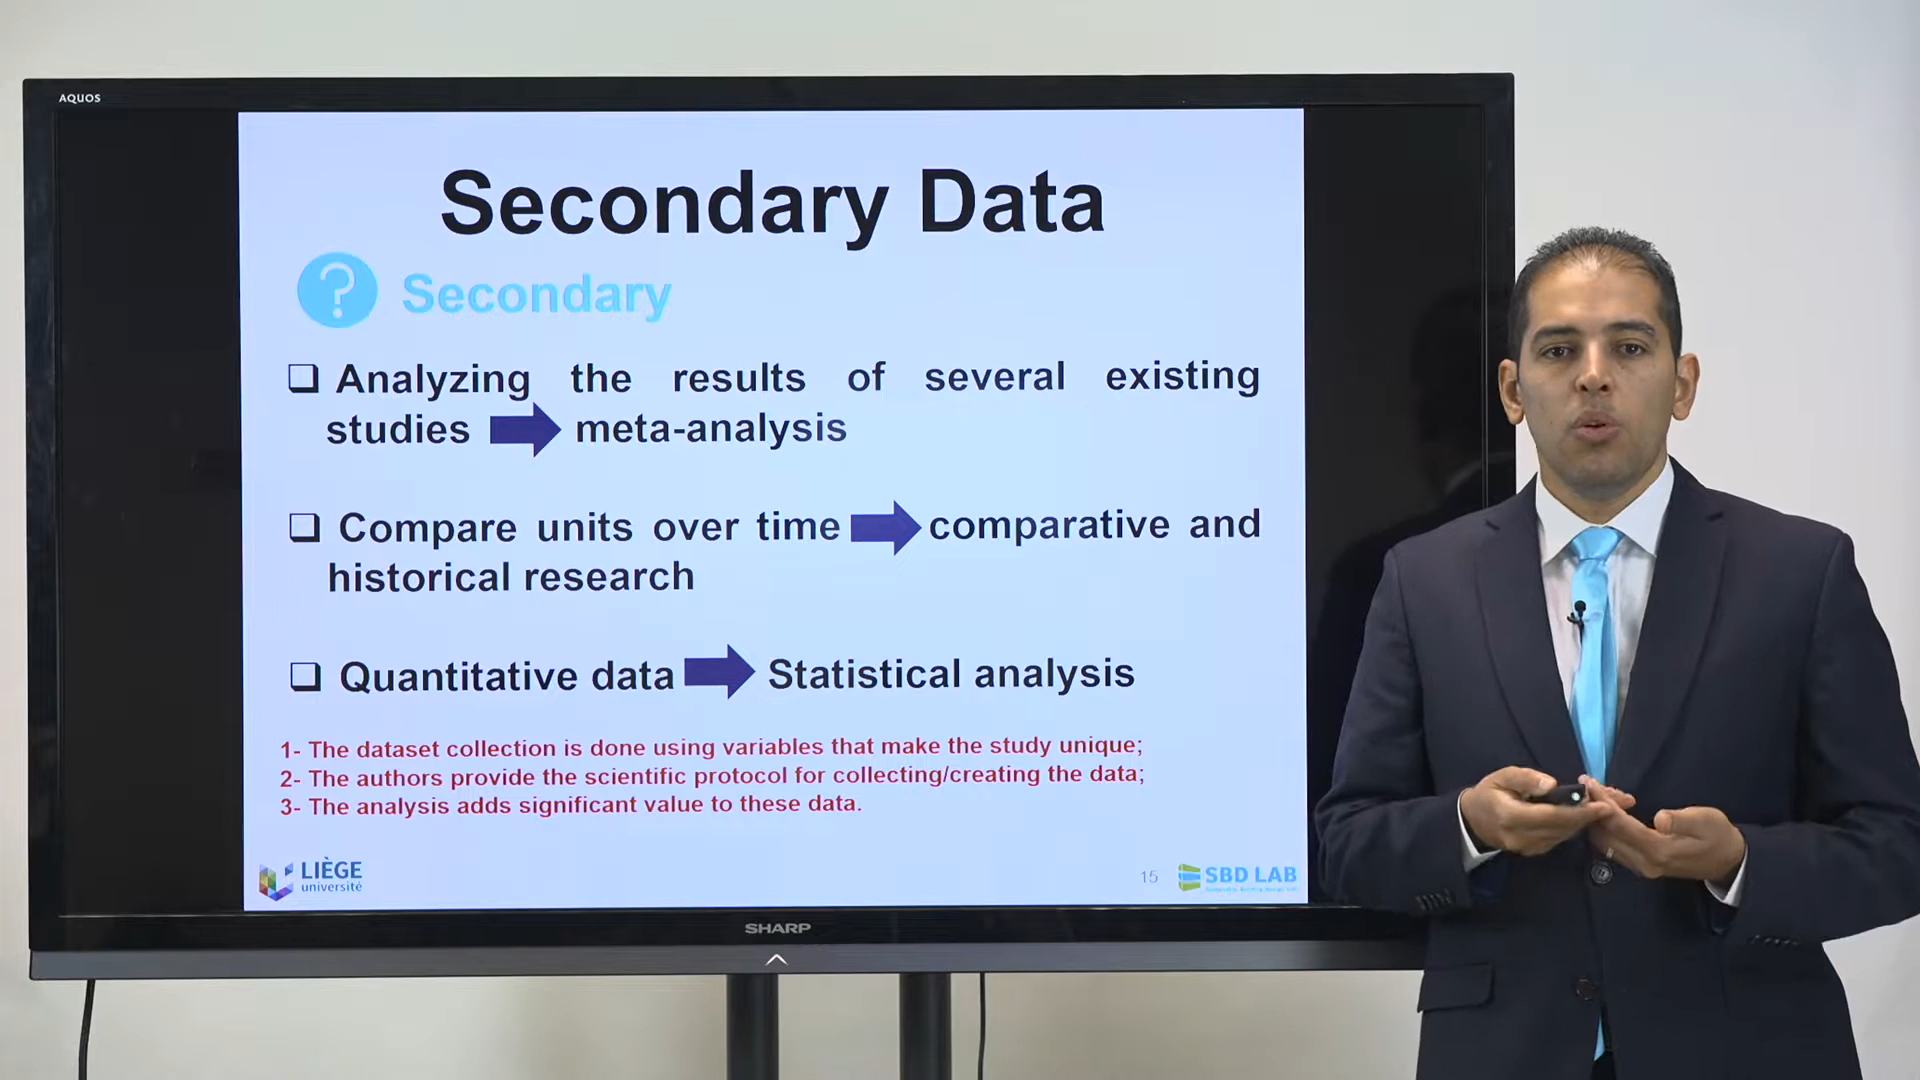 AQUOS
Secondary Data
? Secondary
❑ Analyzing the results of several existing
studies ➡ meta-analysis
❑ Compare units over time ➡ comparative and
historical research
❑ Quantitative data ➡ Statistical analysis
1- The dataset collection is done using variables that make the study unique;
2- The authors provide the scientific protocol for collecting/creating the data;
3- The analysis adds significant value to these data.
LIÈGE
université
15
SBD LAB
SHARP